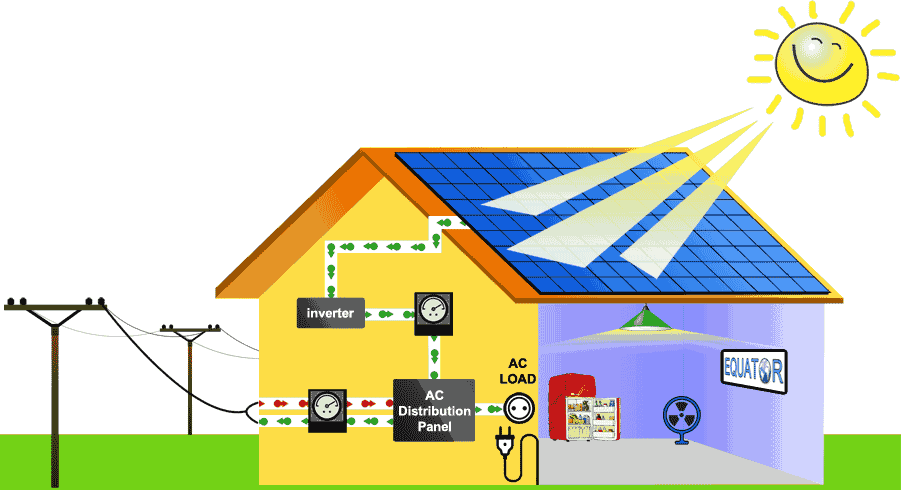 inverter
AC
LOAD
EQUATOR
AC
Distribution
Panel